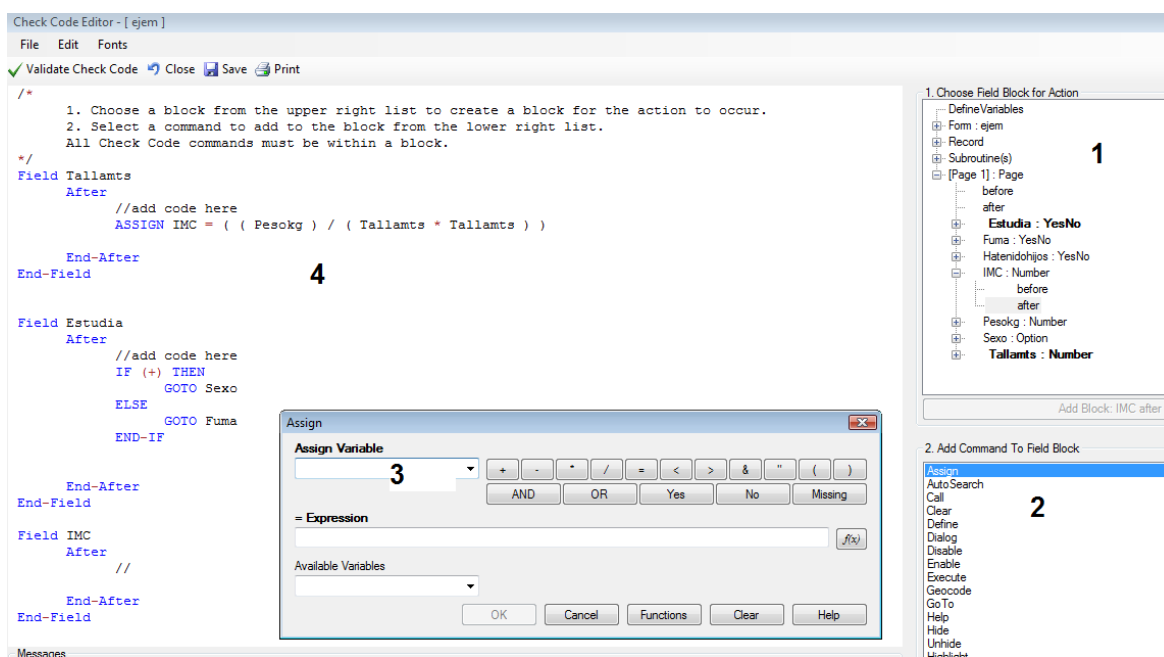 Check Code Editor - [ ejem ]
File Edit Fonts
Validate Check Code Close Save Print
/*
1. Choose a block from the upper right list to create a block for the action to occur.
2. Select a command to add to the block from the lower right list.
All Check Code commands must be within a block.
*/
Field Tallamts
After
//add code here
ASSIGN IMC = ( ( Pesokg ) / ( Tallamts * Tallamts ) )
End-After
End-Field
4
Field Estudia
After
//add code here
IF (+) THEN
GOTO Sexo
ELSE
GOTO Fuma
END-IF
End-After
End-Field
Field IMC
After
//
End-After
End-Field
Messages
Assign
Assign Variable
3
+ - * / = < > & " ( )
AND OR Yes No Missing
= Expression
f(x)
Available Variables
OK Cancel Functions Clear Help
1. Choose Field Block for Action
DefineVariables
Form : ejem
Record
1
Subroutine(s)
[Page 1] : Page
before
after
Estudia : YesNo
Fuma : YesNo
Hatenidohijos : YesNo
IMC : Number
before
after
Pesokg : Number
Sexo : Option
Tallamts : Number
Add Block: IMC after
2. Add Command To Field Block
Assign
AutoSearch
Call
2
Clear
Define
Dialog
Disable
Enable
Execute
Geocode
GoTo
Help
Hide
Unhide
Highlight